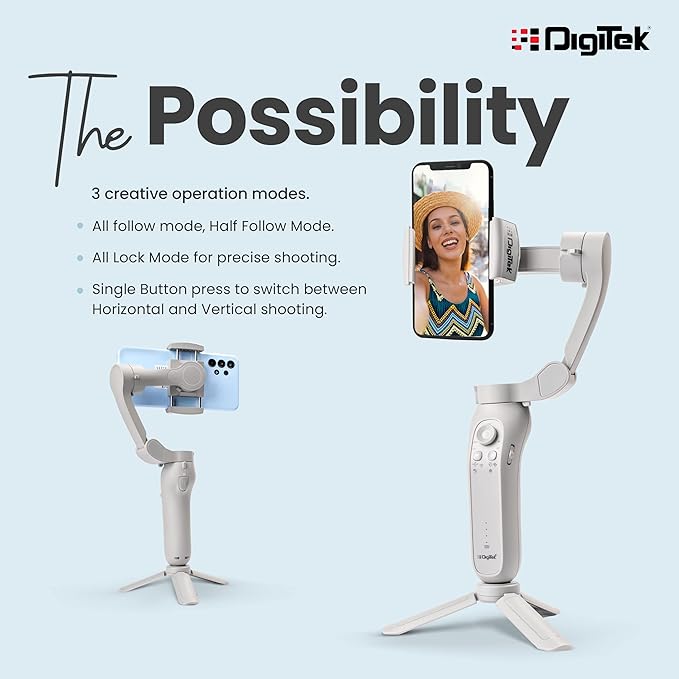 DigiTek
The Possibility
3 creative operation modes.
All follow mode, Half Follow Mode.
All Lock Mode for precise shooting.
Single Button press to switch between
Horizontal and Vertical shooting.
DigiTek
DigiTek